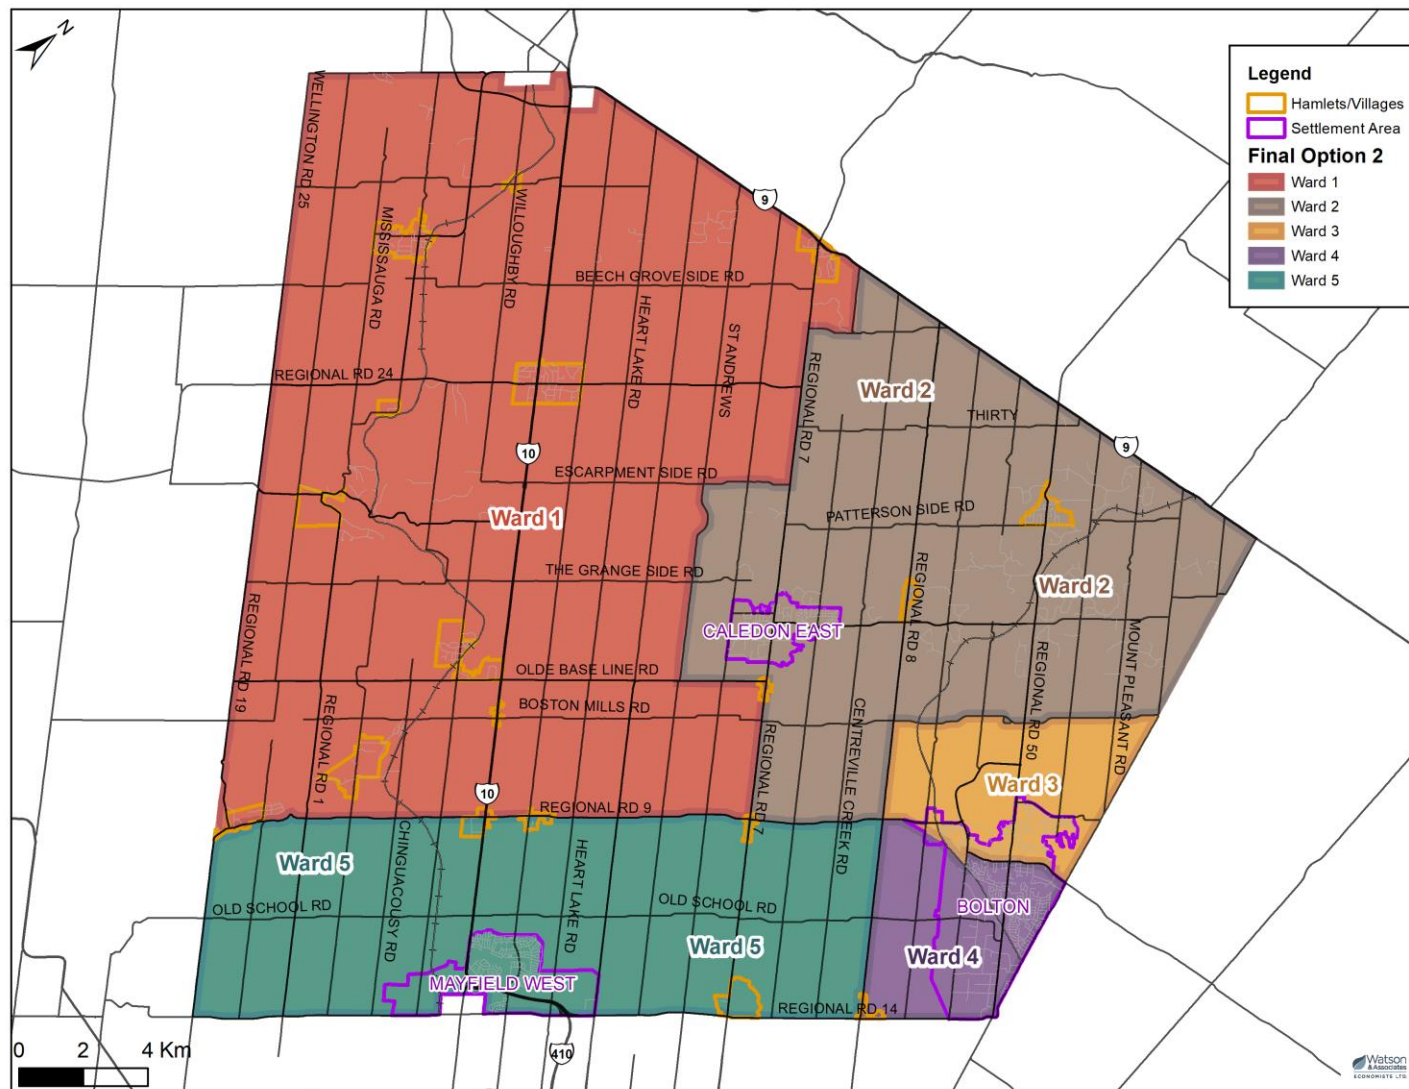 N
Legend
Hamlets/Villages
Settlement Area
Final Option 2
Ward 1
Ward 2
Ward 3
Ward 4
Ward 5
WELLINGTON RD 25
MISSISSAUGA RD
WILLOUGHBY RD
9
BEECH GROVE SIDE RD
HEART LAKE RD
ST ANDREWS
REGIONAL RD 24
REGIONAL RD 7
Ward 2
THIRTY
9
10
ESCARPMENT SIDE RD
Ward 1
PATTERSON SIDE RD
THE GRANGE SIDE RD
REGIONAL RD 8
Ward 2
CALEDON EAST
REGIONAL RD 19
OLDE BASE LINE RD
BOSTON MILLS RD
REGIONAL RD 1
REGIONAL RD 7
CENTREVILLE CREEK RD
REGIONAL RD 50
MOUNT PLEASANT RD
Ward 3
10
REGIONAL RD 9
CHINGUACOUSY RD
HEART LAKE RD
Ward 5
OLD SCHOOL RD
OLD SCHOOL RD
BOLTON
Ward 5
Ward 4
MAYFIELD WEST
REGIONAL RD 14
410
0 2 4 Km
Watson
& Associates
ECONOMISTS LTD.